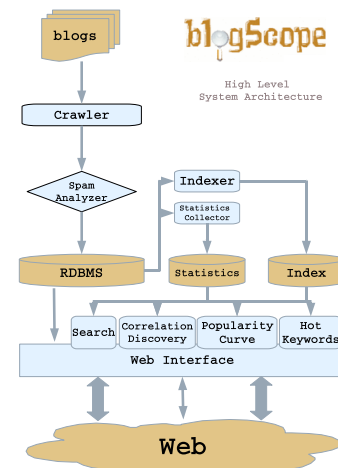 blogs
blogScope
High Level
System Architecture
Crawler
Spam
Analyzer
Indexer
Statistics
Collector
RDBMS
Statistics
Index
Search
Correlation
Discovery
Popularity
Curve
Hot
Keywords
Web Interface
Web